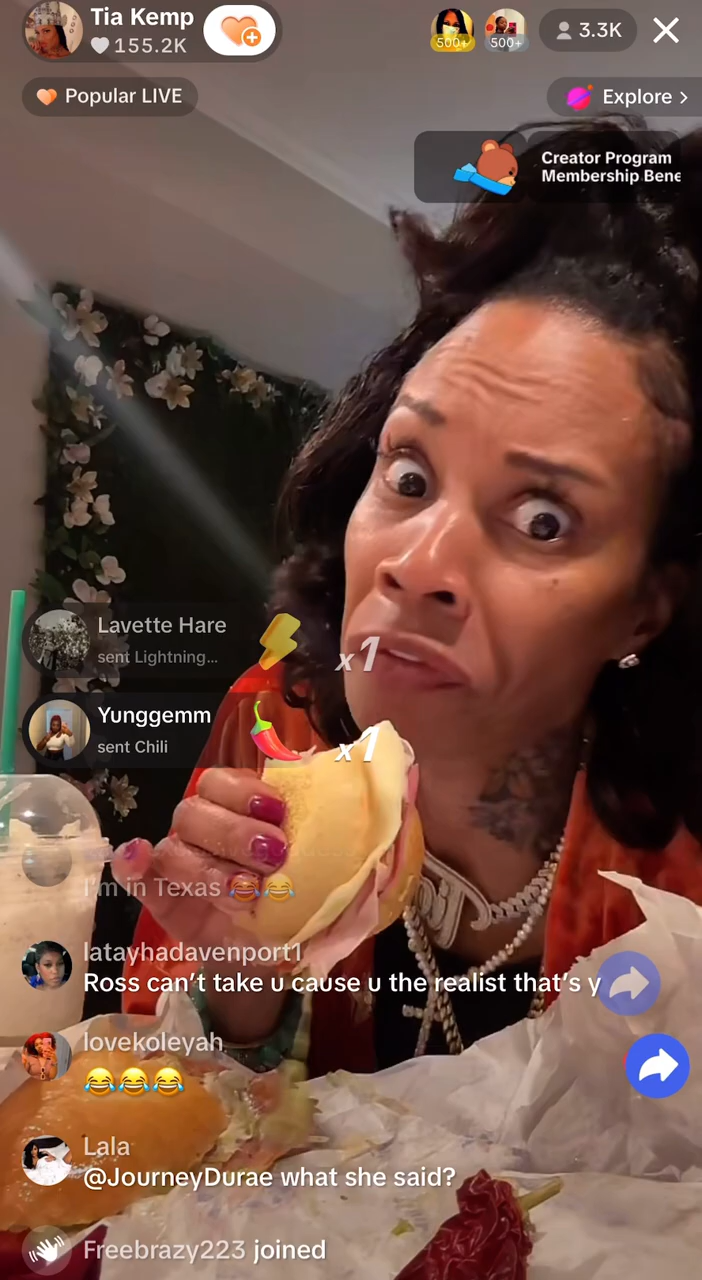 Tia Kemp
155.2K
500+
500+
3.3K
Popular LIVE
Explore >
Creator Program
Membership Bene
Lavette Hare
sent Lightning...
x1
Yunggemm
sent Chili
x1
I'm in Texas 😂😂
latayhadavenport1
Ross can't take u cause u the realist that's y
lovekoleyah
😂😂😂
Lala
@JourneyDurae what she said?
Freebrazy223 joined